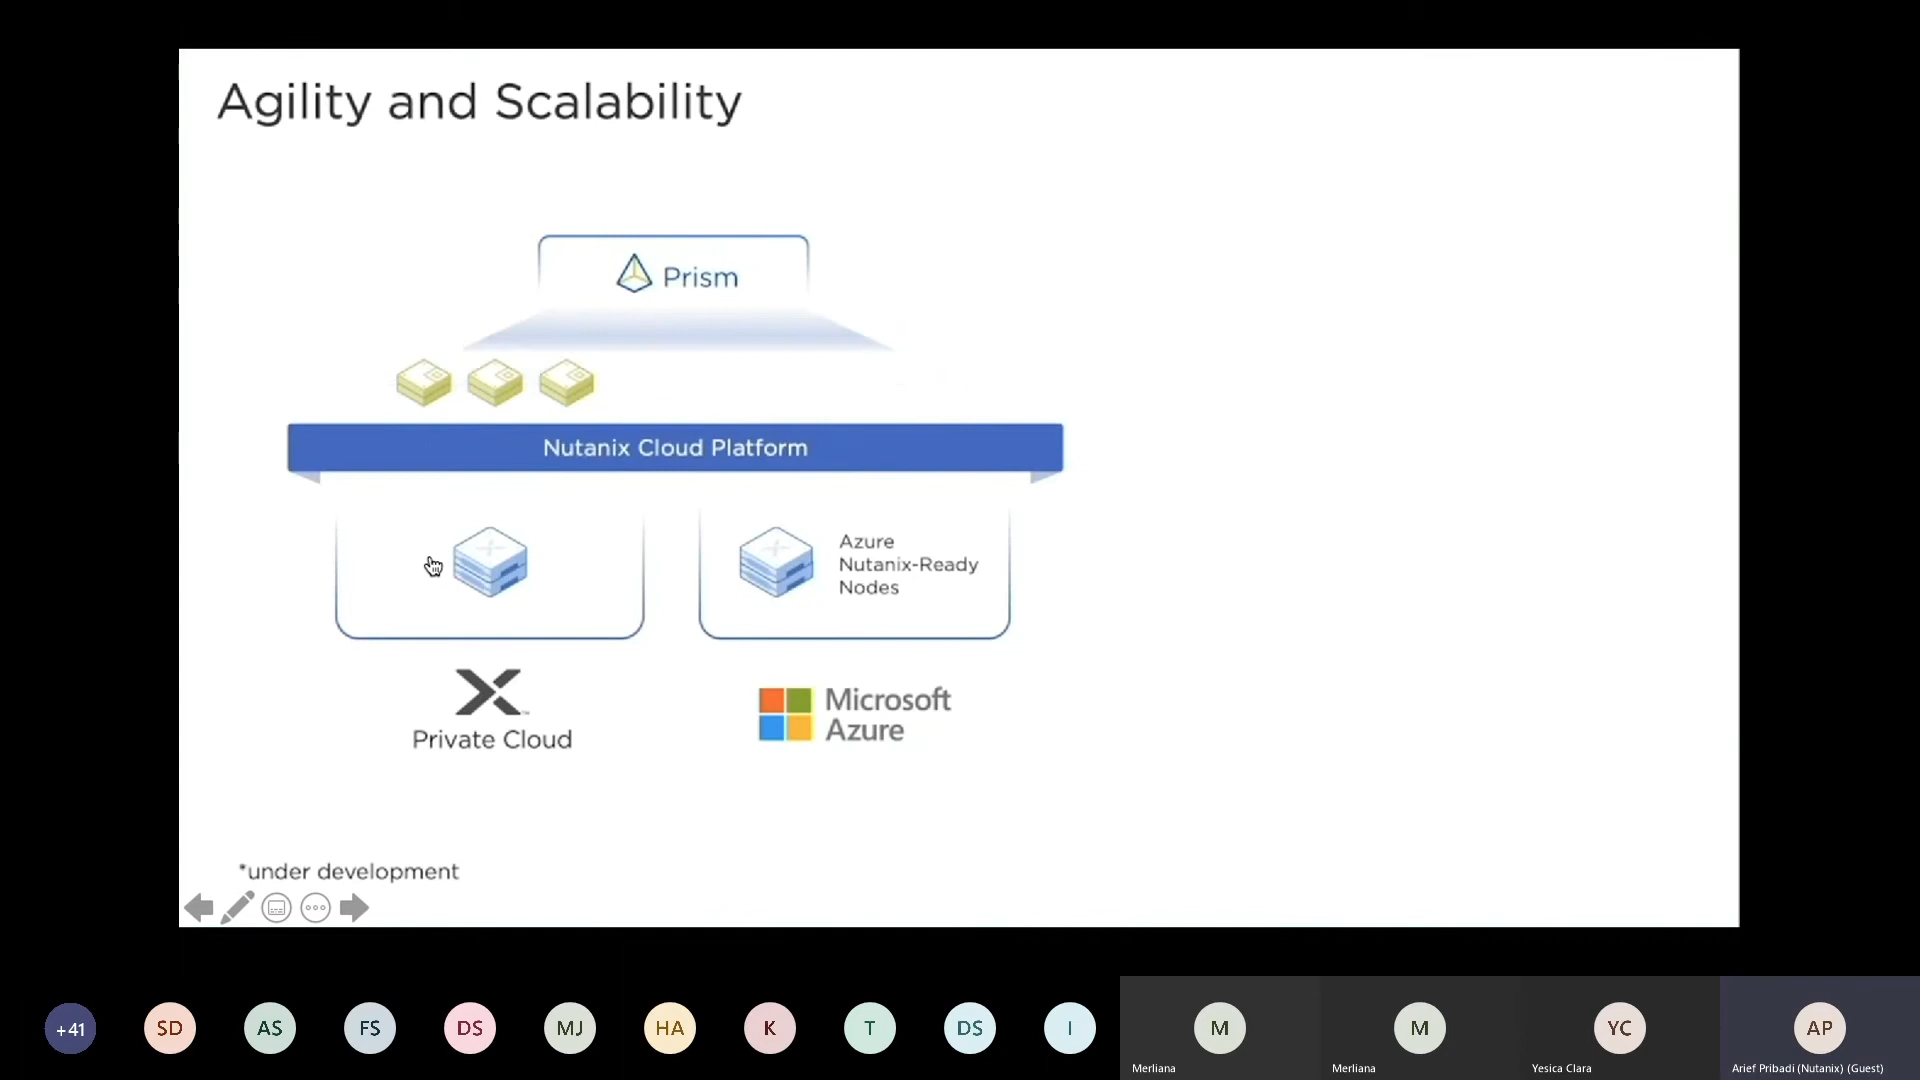 Agility and Scalability
Prism
Nutanix Cloud Platform
Azure
Nutanix-Ready
Nodes
Private Cloud
Microsoft
Azure
*under development
+41
SD
AS
FS
DS
MJ
HA
K
T
DS
I
M
M
YC
AP
Merliana
Merliana
Yesica Clara
Arief Pribadi (Nutanix) (Guest)